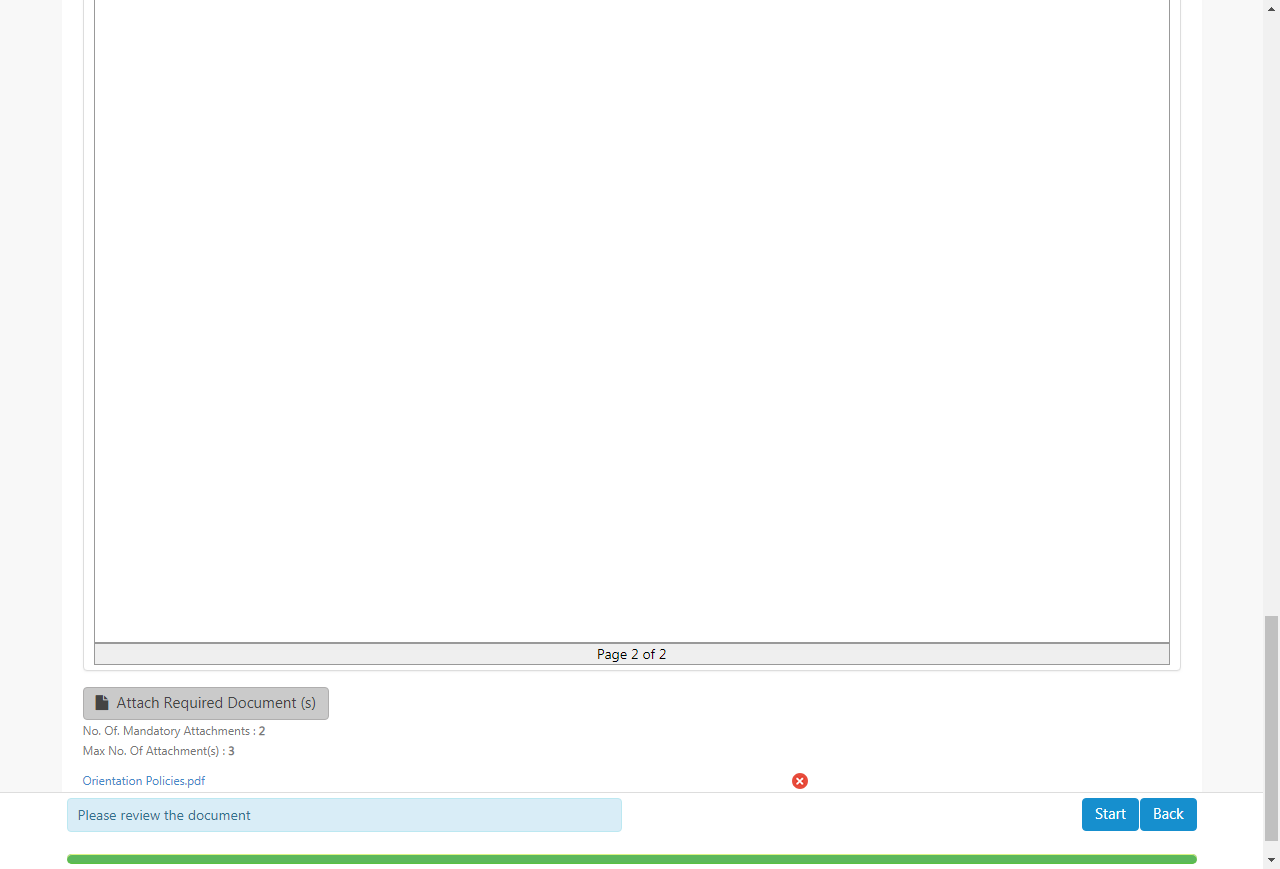 Page 2 of 2
Attach Required Document (s)
No. Of. Mandatory Attachments : 2
Max No. Of Attachment(s) : 3
Orientation Policies.pdf
Please review the document
Start
Back